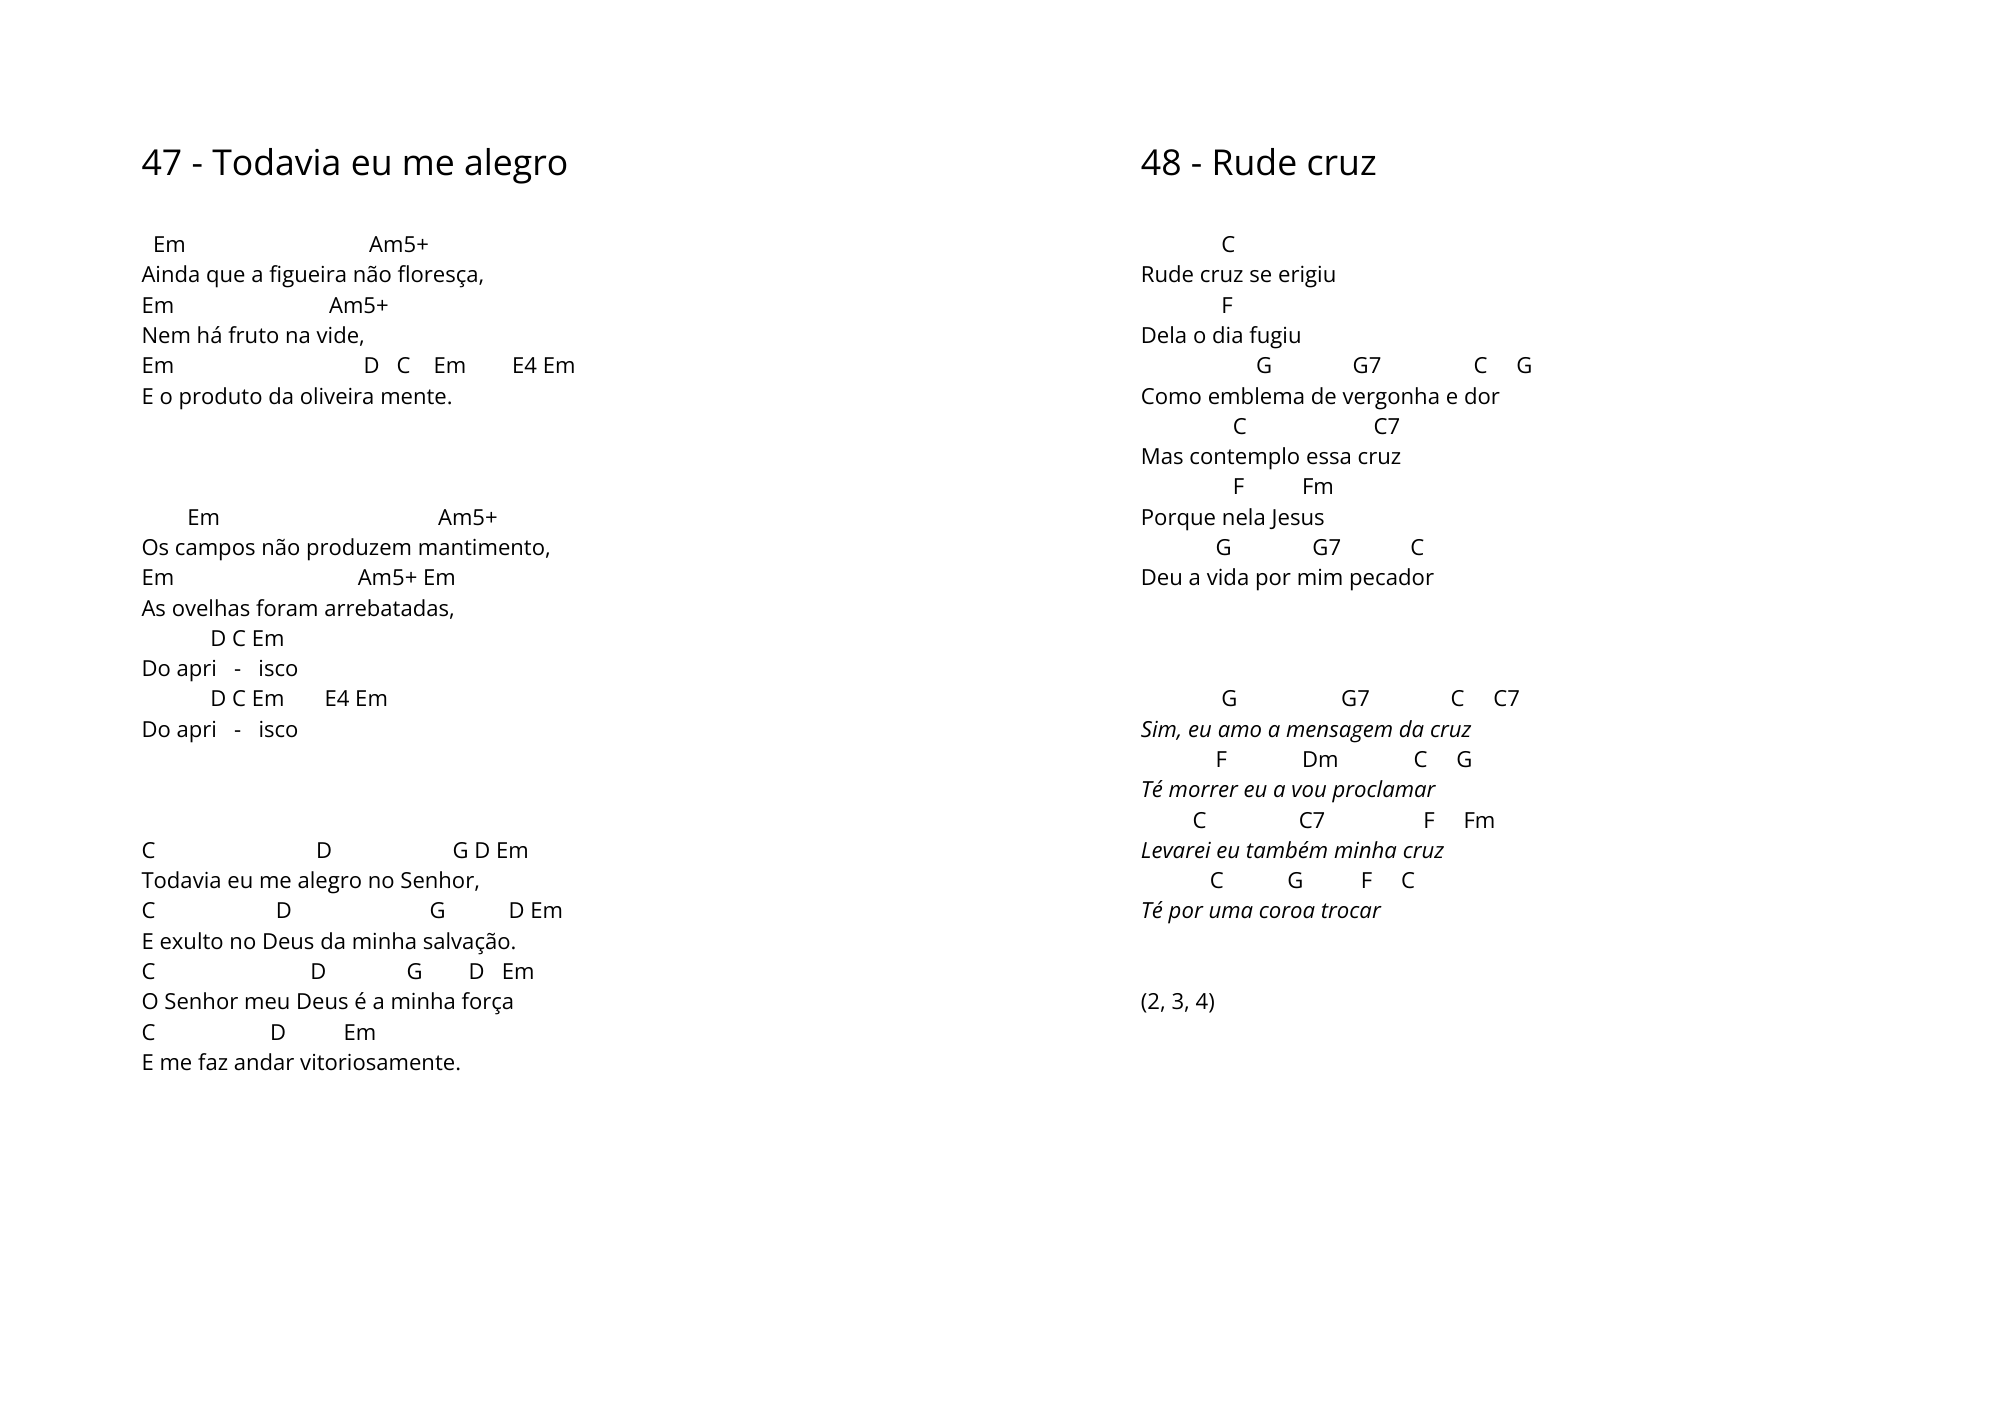 47 - Todavia eu me alegro
Em Am5+
Ainda que a figueira não floresça,
Em Am5+
Nem há fruto na vide,
Em D C Em E4 Em
E o produto da oliveira mente.
Em Am5+
Os campos não produzem mantimento,
Em Am5+ Em
As ovelhas foram arrebatadas,
D C Em
Do apri - isco
D C Em E4 Em
Do apri - isco
C D G D Em
Todavia eu me alegro no Senhor,
C D G D Em
E exulto no Deus da minha salvação.
C D G D Em
O Senhor meu Deus é a minha força
C D Em
E me faz andar vitoriosamente.
48 - Rude cruz
C
Rude cruz se erigiu
F
Dela o dia fugiu
G G7 C G
Como emblema de vergonha e dor
C C7
Mas contemplo essa cruz
F Fm
Porque nela Jesus
G G7 C
Deu a vida por mim pecador
G G7 C C7
Sim, eu amo a mensagem da cruz
F Dm C G
Té morrer eu a vou proclamar
C C7 F Fm
Levarei eu também minha cruz
C G F C
Té por uma coroa trocar
(2, 3, 4)